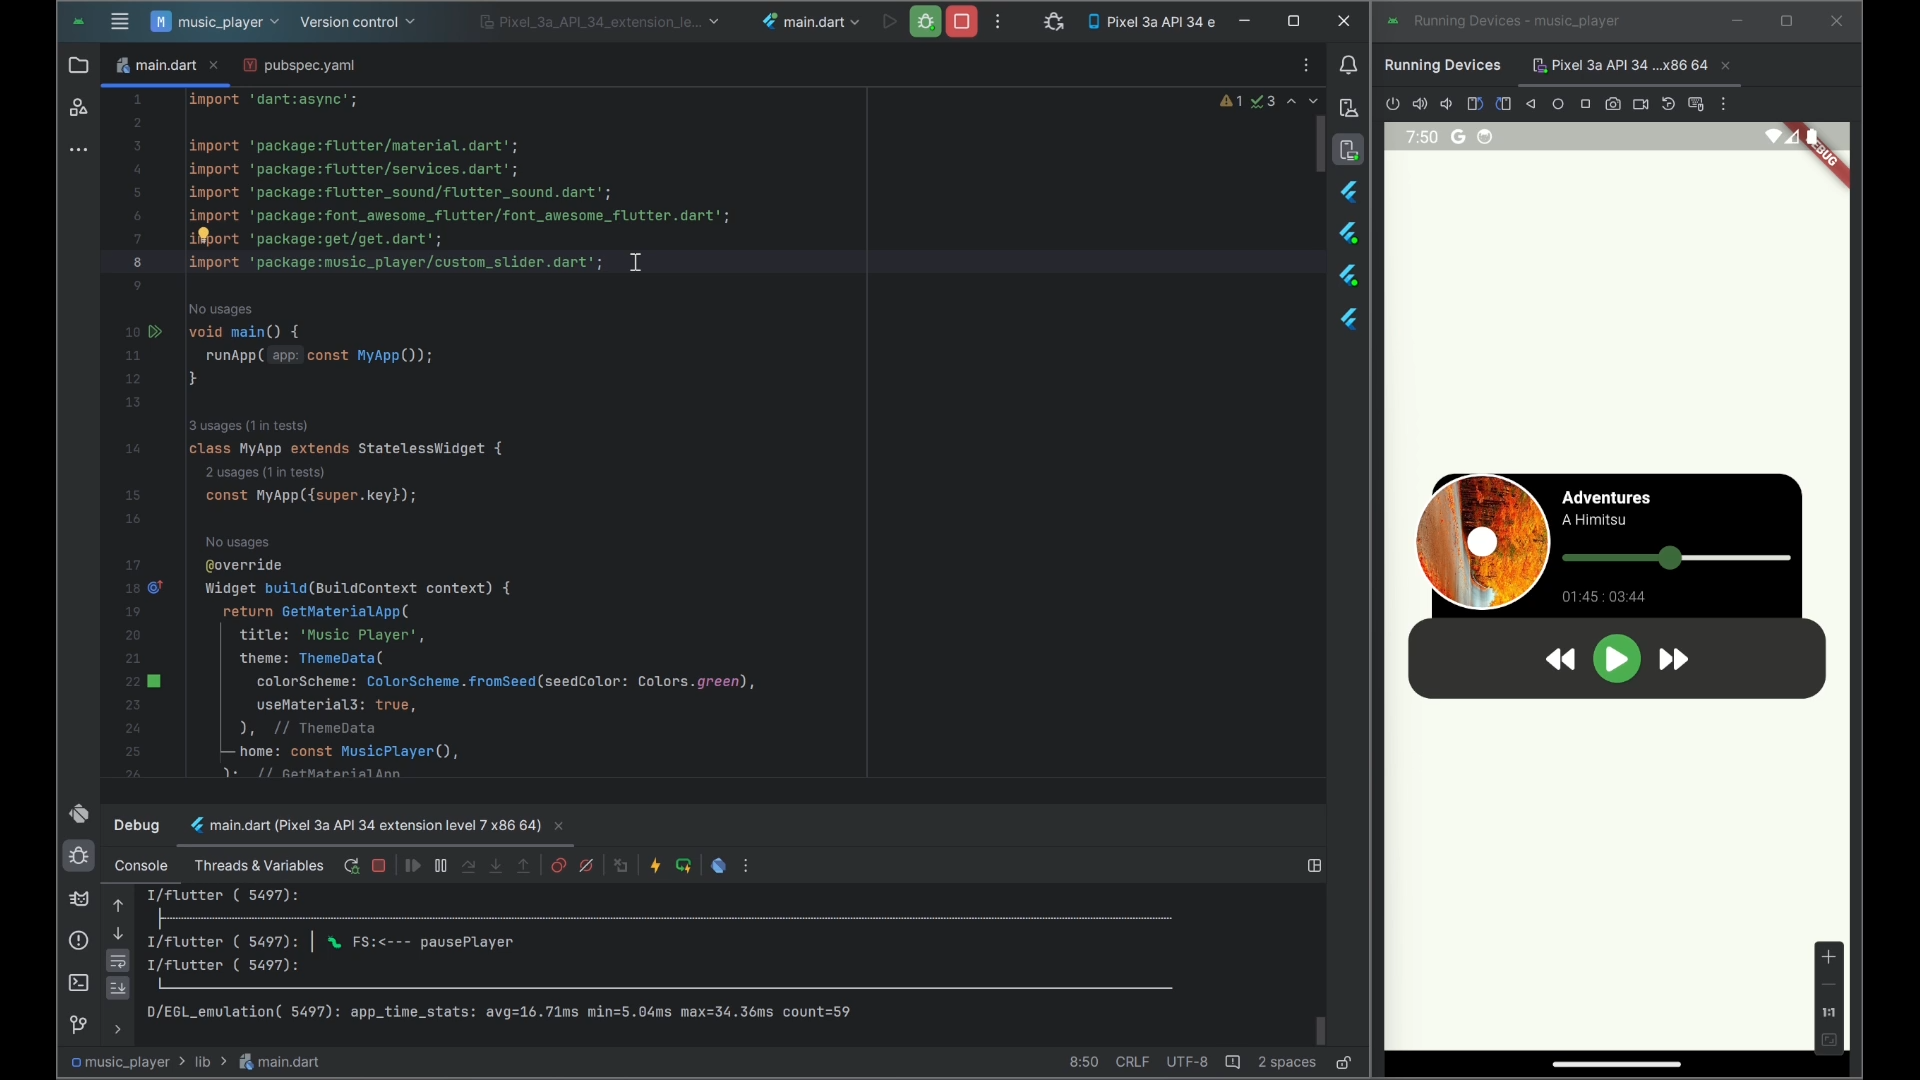 M music_player
Version control
Pixel_3a_API_34_extension_le...
main.dart
Pixel 3a API 34 e
Running Devices - music_player
main.dart
pubspec.yaml
Running Devices
Pixel 3a API 34 ...x86 64
1 import 'dart:async';
1
3
2
3 import 'package:flutter/material.dart';
4 import 'package:flutter/services.dart';
5 import 'package:flutter_sound/flutter_sound.dart';
6 import 'package:font_awesome_flutter/font_awesome_flutter.dart';
7 import 'package:get/get.dart';
8 import 'package:music_player/custom_slider.dart';
9
No usages
10 void main() {
11 runApp( app: const MyApp());
12 }
13
3 usages (1 in tests)
14 class MyApp extends StatelessWidget {
2 usages (1 in tests)
15 const MyApp({super.key});
16
No usages
17 @override
18 Widget build(BuildContext context) {
19 return GetMaterialApp(
20 title: 'Music Player',
21 theme: ThemeData(
22 colorScheme: ColorScheme.fromSeed(seedColor: Colors.green),
23 useMaterial3: true,
24 ), // ThemeData
25 home: const MusicPlayer(),
26 ); // GetMaterialApp
7:50 G
Adventures
A Himitsu
01:45 : 03:44
1:1
Debug
main.dart (Pixel 3a API 34 extension level 7 x86 64)
Console
Threads & Variables
I/flutter ( 5497):
I/flutter ( 5497): │ 🐛 FS:<--- pausePlayer
I/flutter ( 5497):
D/EGL_emulation( 5497): app_time_stats: avg=16.71ms min=5.04ms max=34.36ms count=59
music_player > lib > main.dart
8:50
CRLF
UTF-8
2 spaces